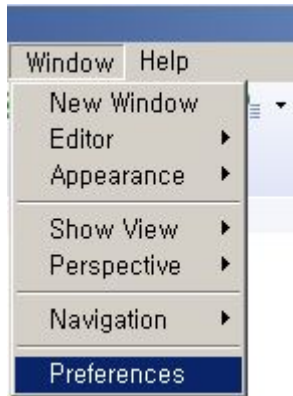 Window Help
New Window
Editor
Appearance
Show View
Perspective
Navigation
Preferences